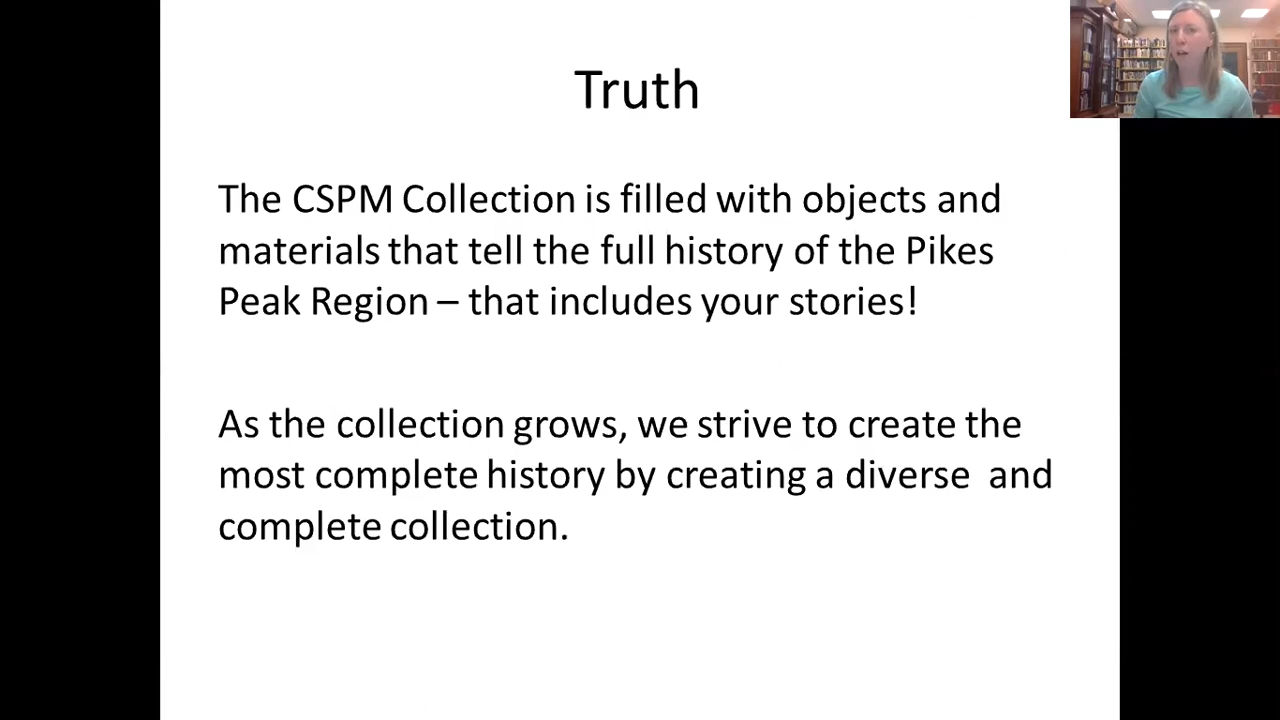 Truth
The CSPM Collection is filled with objects and
materials that tell the full history of the Pikes
Peak Region – that includes your stories!
As the collection grows, we strive to create the
most complete history by creating a diverse  and
complete collection.